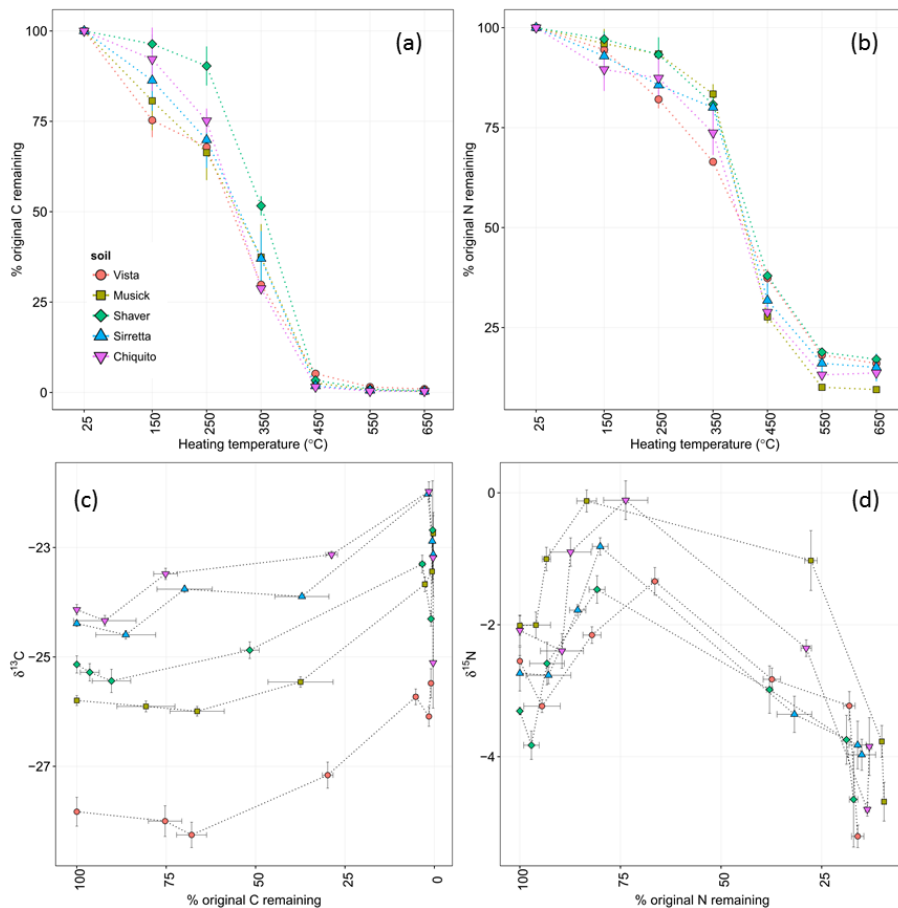 (a)
% original C remaining
100
75
50
25
0
soil
Vista
Musick
Shaver
Sirretta
Chiquito
25
150
250
350
450
550
650
Heating temperature (°C)
(b)
% original N remaining
100
75
50
25
25
150
250
350
450
550
650
Heating temperature (°C)
(c)
δ13C
−23
−25
−27
100
75
50
25
0
% original C remaining
(d)
δ15N
0
−2
−4
100
75
50
25
% original N remaining